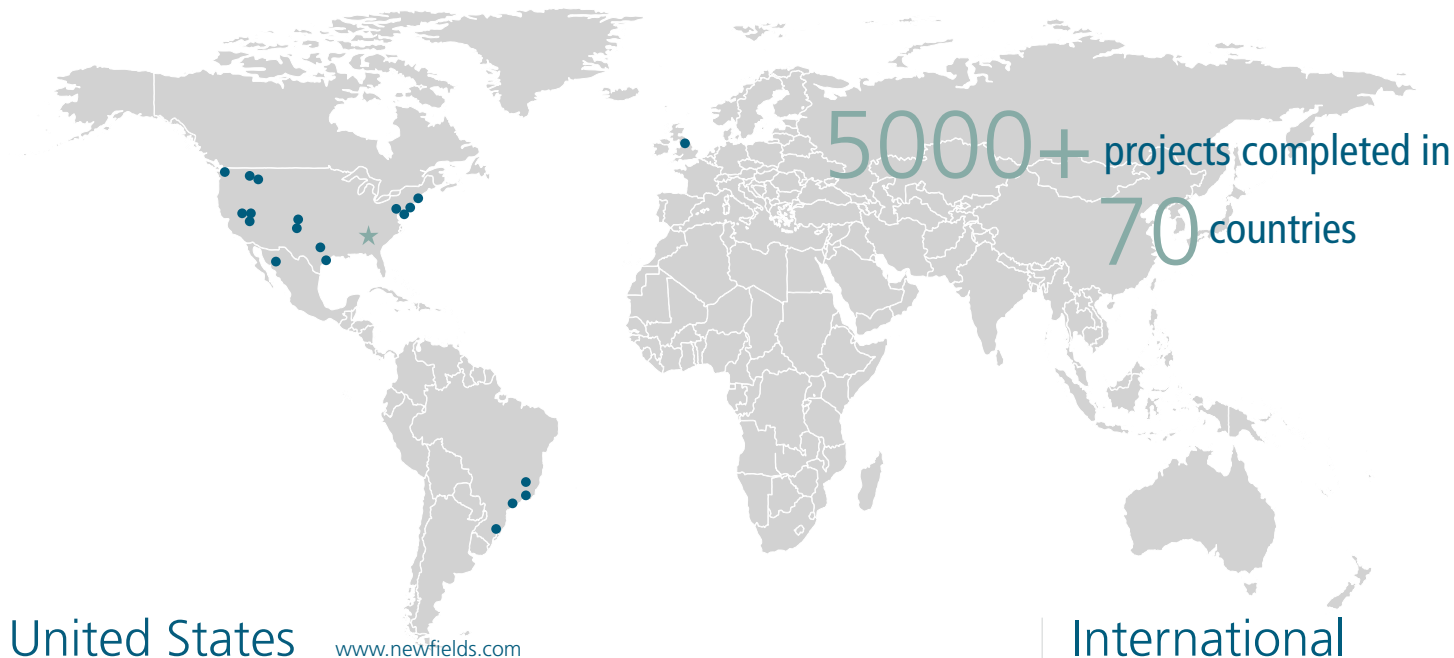 5000+ projects completed in
70 countries
United States www.newfields.com
International